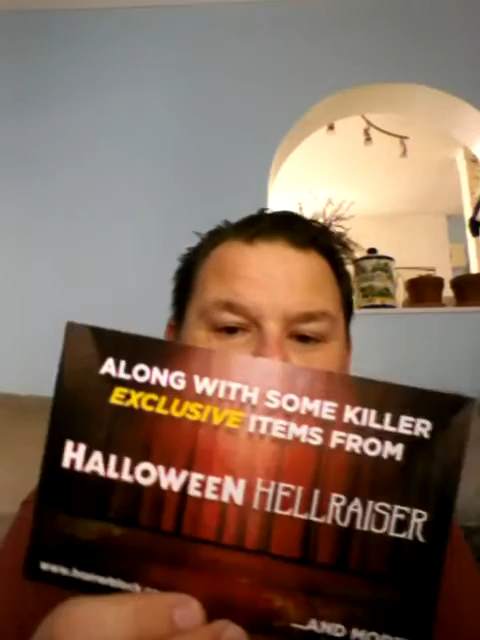 ALONG WITH SOME KILLER
EXCLUSIVE ITEMS FROM
HALLOWEEN HELLRAISER
...AND MORE